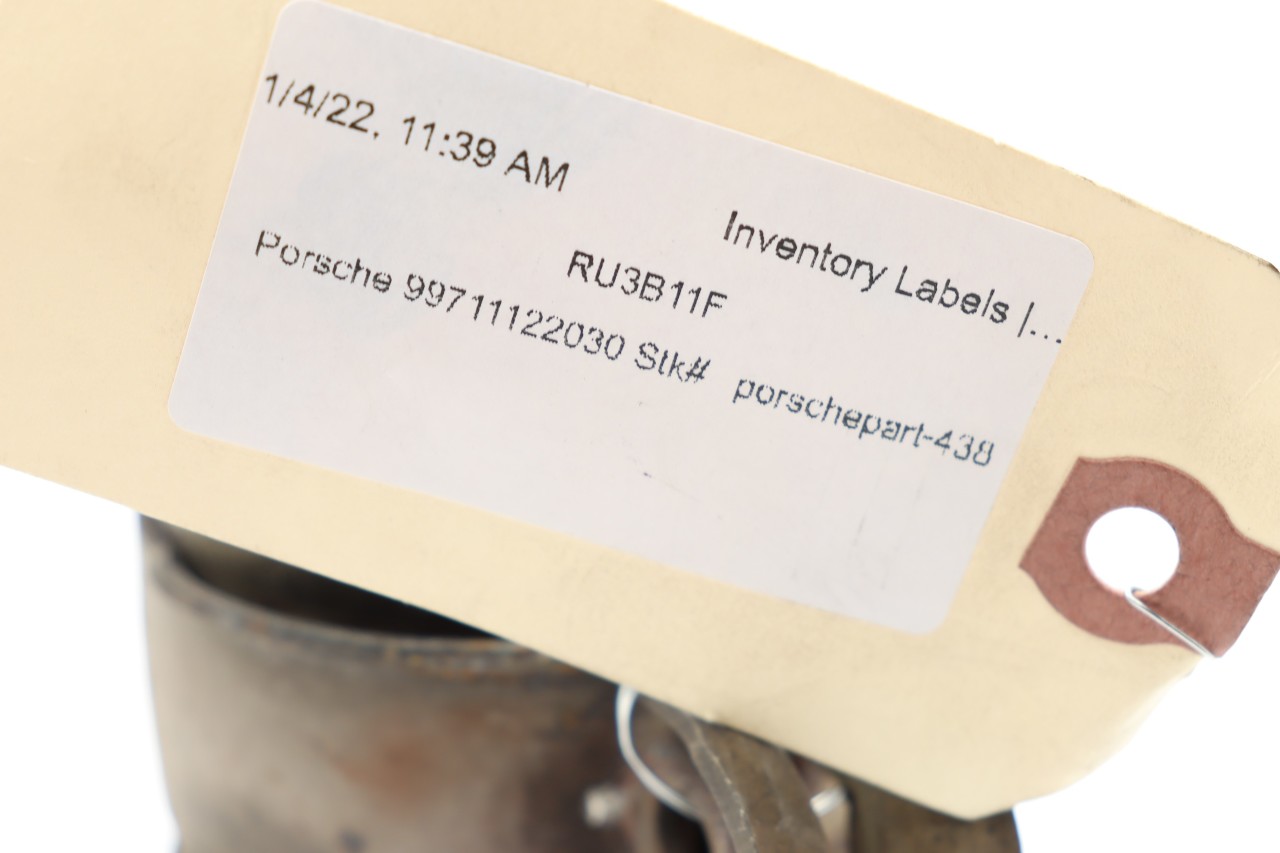 1/4/22, 11:39 AM
Inventory Labels |...
RU3B11F
Porsche 99711122030 Stk# porschepart-438